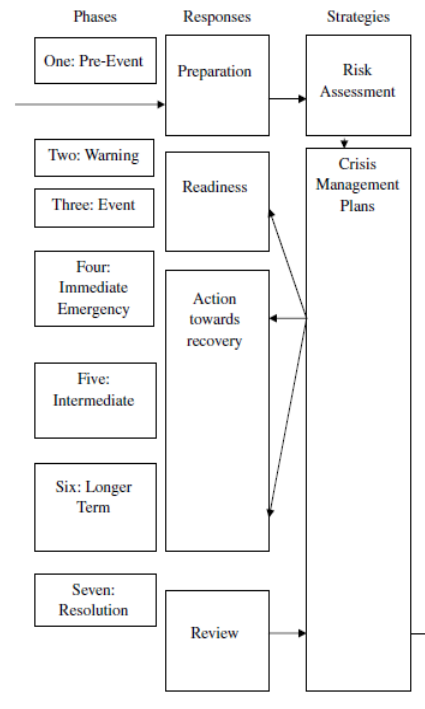 Phases
Responses
Strategies
One: Pre-Event
Preparation
Risk
Assessment
Two: Warning
Three: Event
Readiness
Crisis
Management
Plans
Four:
Immediate
Emergency
Action
towards
recovery
Five:
Intermediate
Six: Longer
Term
Seven:
Resolution
Review